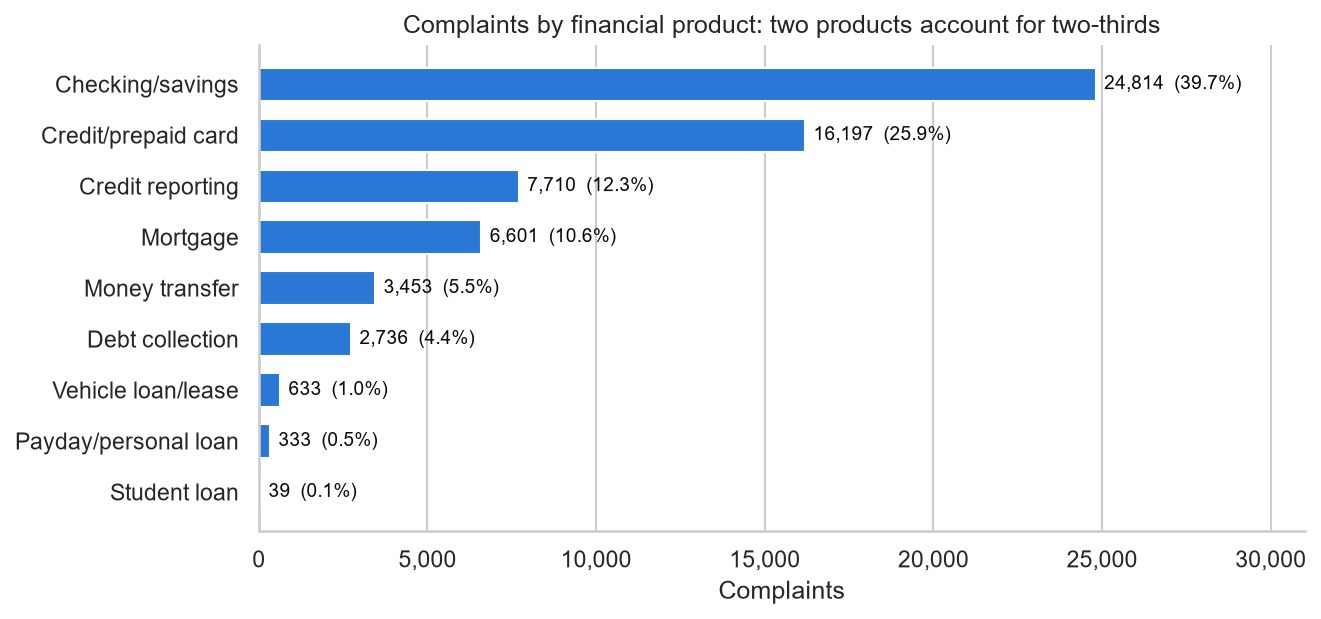 Complaints by financial product: two products account for two-thirds
Checking/savings 24,814 (39.7%)
Credit/prepaid card 16,197 (25.9%)
Credit reporting 7,710 (12.3%)
Mortgage 6,601 (10.6%)
Money transfer 3,453 (5.5%)
Debt collection 2,736 (4.4%)
Vehicle loan/lease 633 (1.0%)
Payday/personal loan 333 (0.5%)
Student loan 39 (0.1%)
0 5,000 10,000 15,000 20,000 25,000 30,000
Complaints